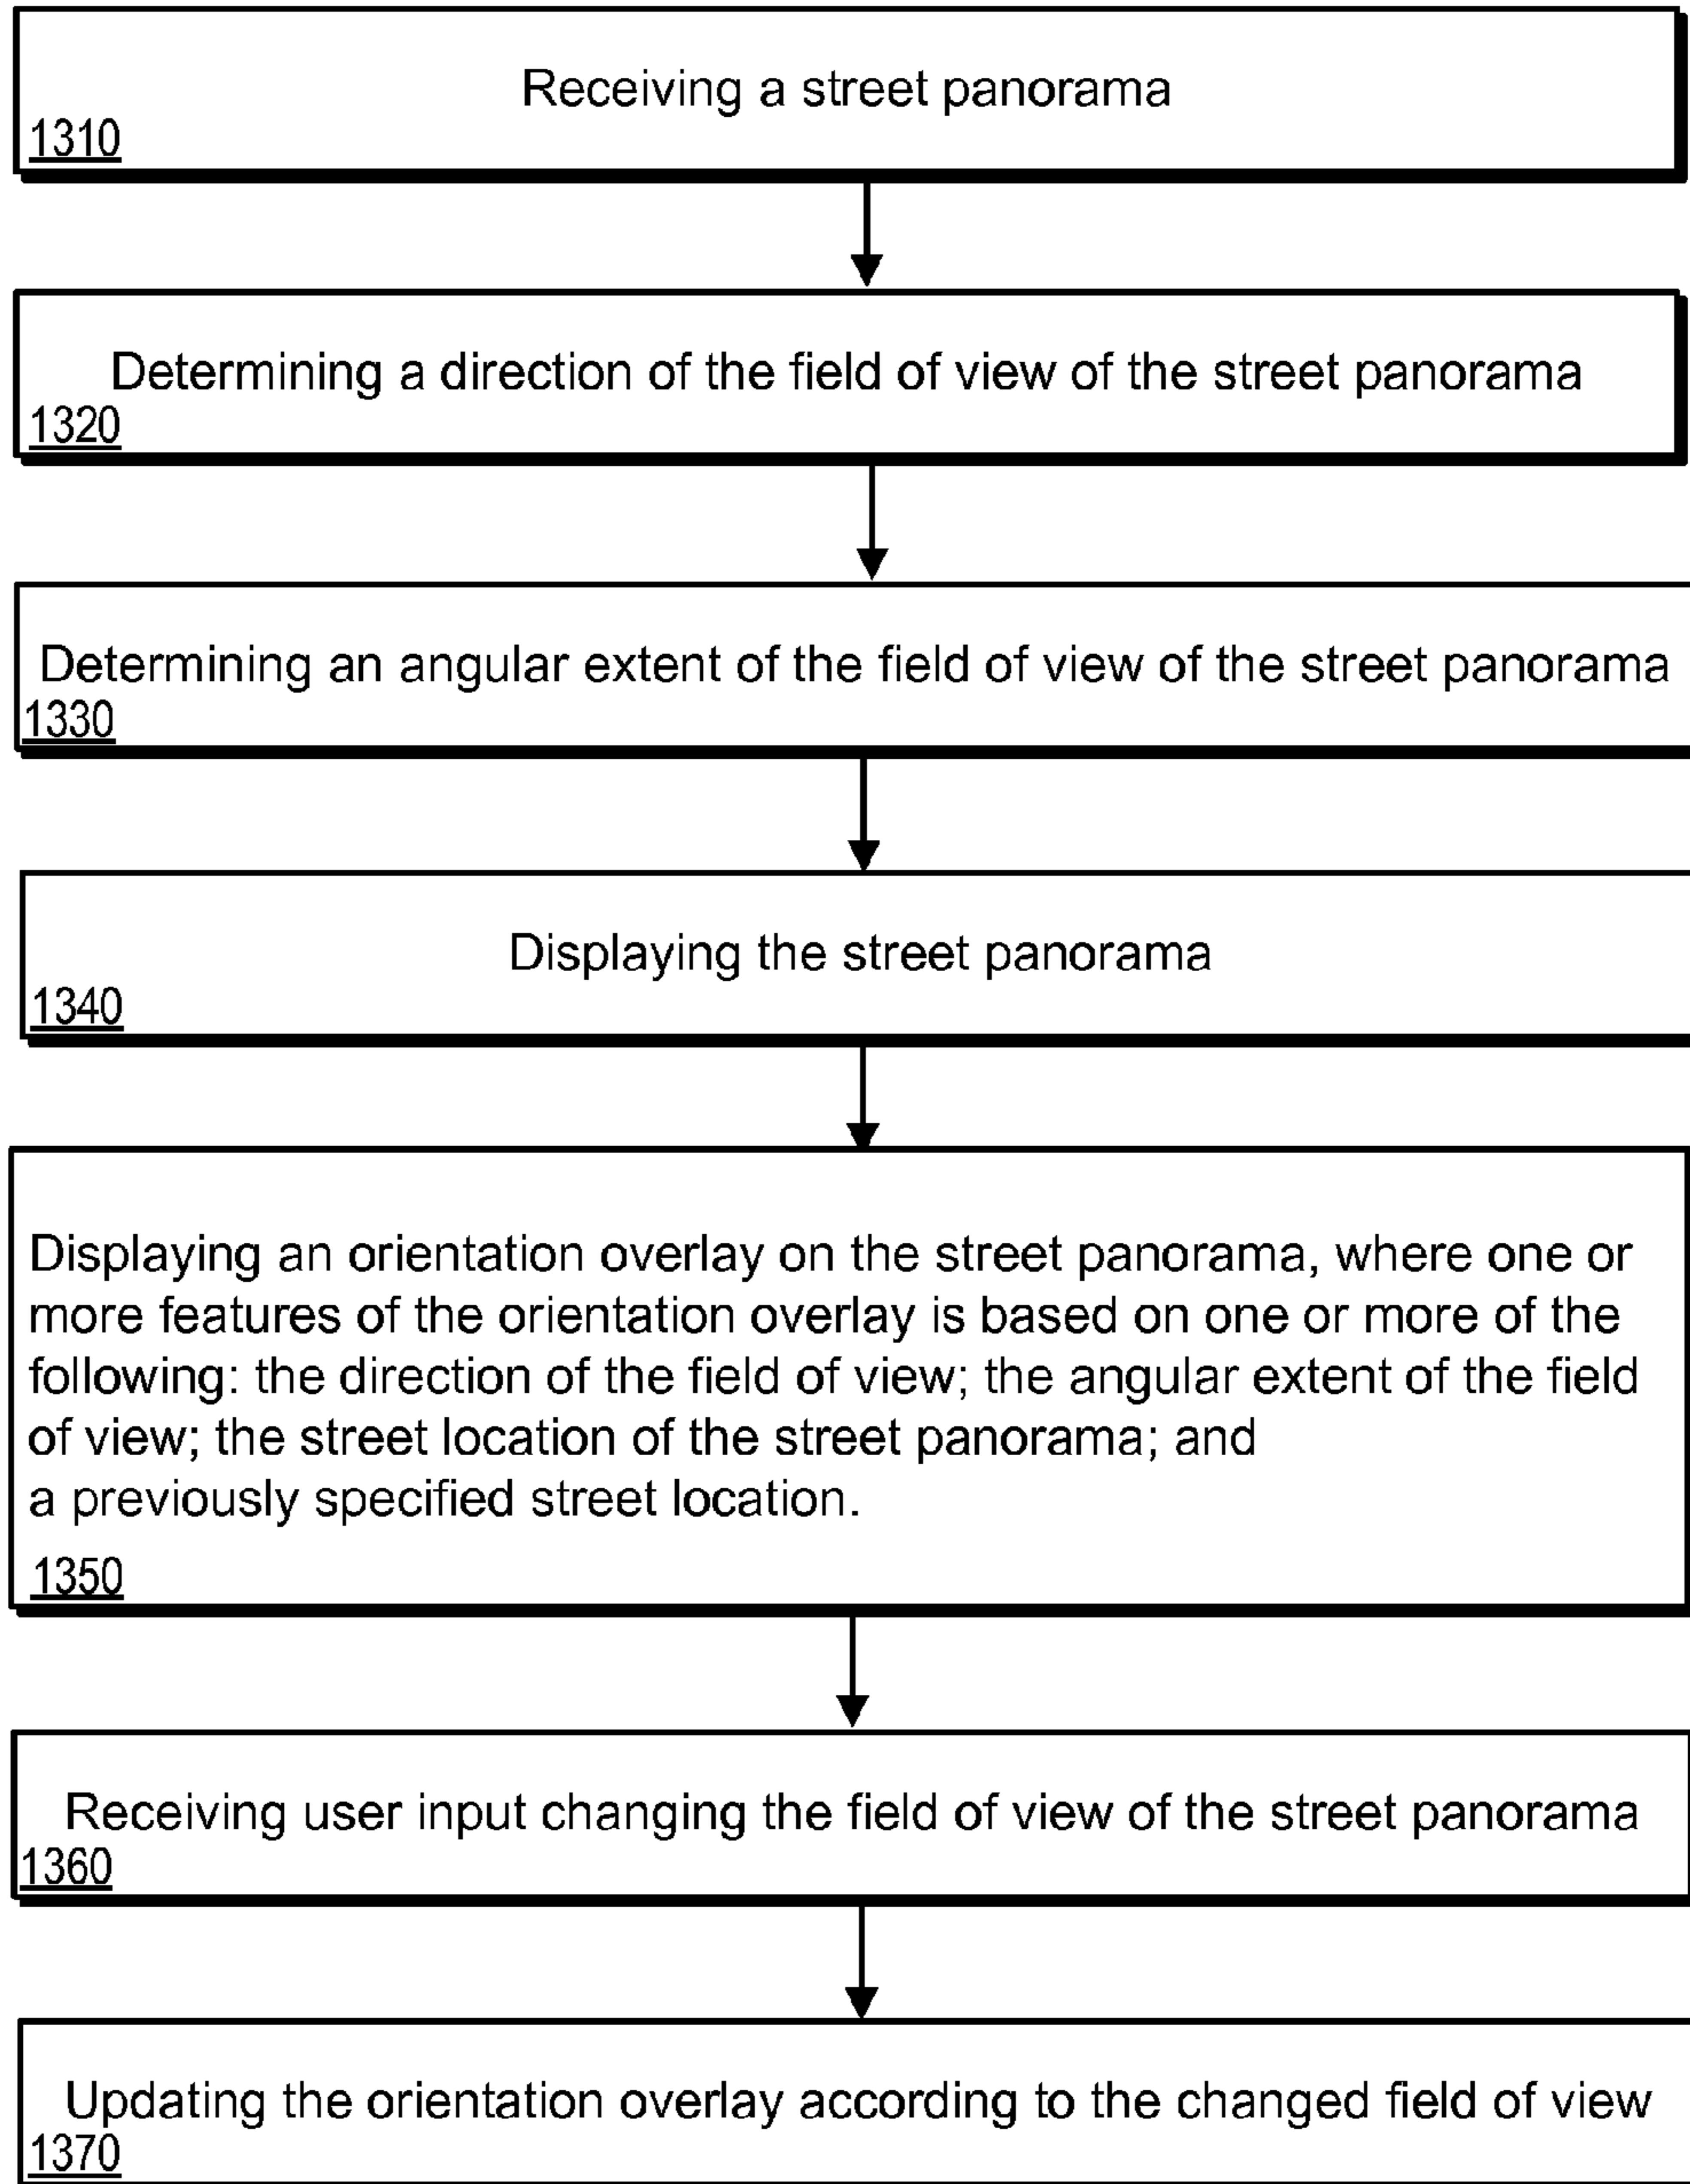 Receiving a street panorama
1310
Determining a direction of the field of view of the street panorama
1320
Determining an angular extent of the field of view of the street panorama
1330
Displaying the street panorama
1340
Displaying an orientation overlay on the street panorama, where one or
more features of the orientation overlay is based on one or more of the
following: the direction of the field of view; the angular extent of the field
of view; the street location of the street panorama; and
a previously specified street location.
1350
Receiving user input changing the field of view of the street panorama
1360
Updating the orientation overlay according to the changed field of view
1370